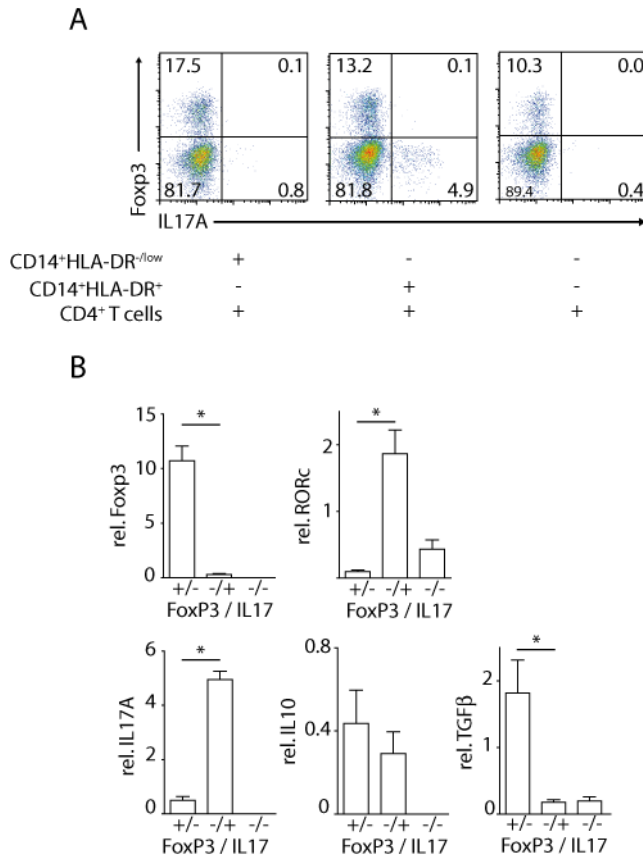 A
17.5 0.1
13.2 0.1
10.3 0.0
81.7 0.8
81.8 4.9
89.4 0.4
Foxp3
IL17A
CD14⁺HLA-DR⁻/ˡᵒʷ + - -
CD14⁺HLA-DR⁺ - + -
CD4⁺ T cells + + +
B
15
10
5
0
rel. Foxp3
*
+/- -/+ -/-
FoxP3 / IL17
2
1
rel. RORc
*
+/- -/+ -/-
FoxP3 / IL17
6
4
2
0
rel. IL17A
*
+/- -/+ -/-
FoxP3 / IL17
0.8
0.4
0
rel. IL10
+/- -/+ -/-
FoxP3 / IL17
2
1
0
rel. TGFβ
*
+/- -/+ -/-
FoxP3 / IL17